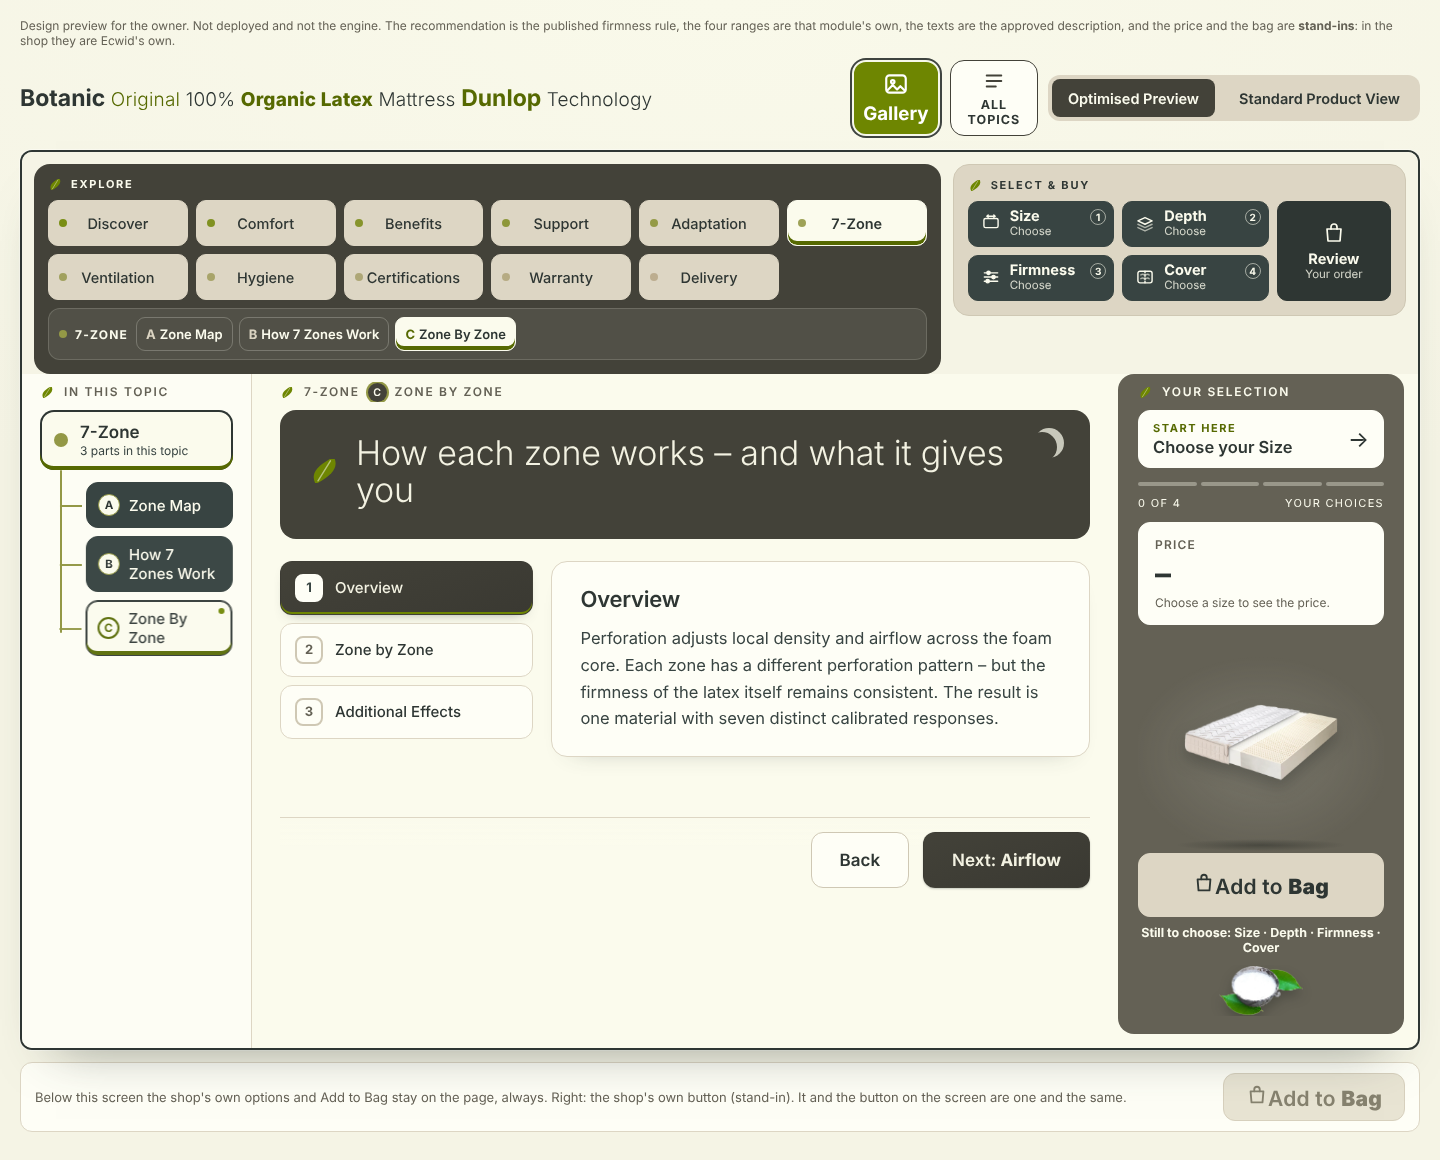 Design preview for the owner. Not deployed and not the engine. The recommendation is the published firmness rule, the four ranges are that module's own, the texts are the approved description, and the price and the bag are stand-ins: in the
shop they are Ecwid's own.
Botanic Original 100% Organic Latex Mattress Dunlop Technology
Gallery
ALL
TOPICS
Optimised Preview
Standard Product View
EXPLORE
Discover
Comfort
Benefits
Support
Adaptation
7-Zone
Ventilation
Hygiene
Certifications
Warranty
Delivery
7-ZONE
A Zone Map
B How 7 Zones Work
C Zone By Zone
SELECT & BUY
Size
Choose
1
Depth
Choose
2
Firmness
Choose
3
Cover
Choose
4
Review
Your order
IN THIS TOPIC
7-Zone
3 parts in this topic
A Zone Map
B How 7
Zones Work
C Zone By
Zone
7-ZONE C ZONE BY ZONE
How each zone works – and what it gives
you
1 Overview
2 Zone by Zone
3 Additional Effects
Overview
Perforation adjusts local density and airflow across the foam
core. Each zone has a different perforation pattern – but the
firmness of the latex itself remains consistent. The result is
one material with seven distinct calibrated responses.
Back
Next: Airflow
YOUR SELECTION
START HERE
Choose your Size
0 OF 4
YOUR CHOICES
PRICE
–
Choose a size to see the price.
Add to Bag
Still to choose: Size · Depth · Firmness ·
Cover
Below this screen the shop's own options and Add to Bag stay on the page, always. Right: the shop's own button (stand-in). It and the button on the screen are one and the same.
Add to Bag